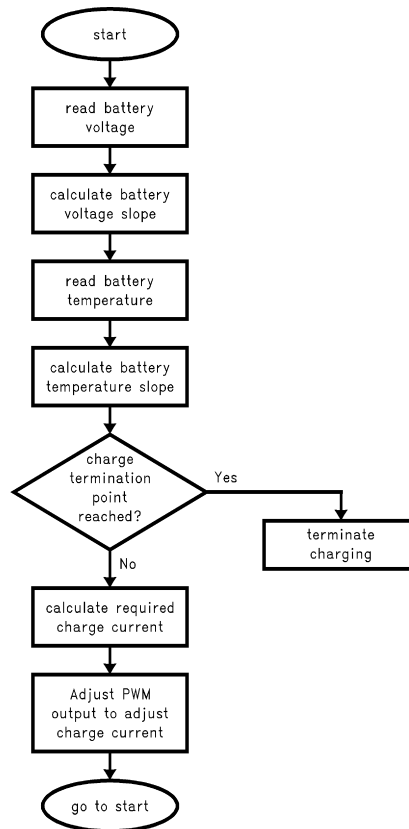 start
read battery
voltage
calculate battery
voltage slope
read battery
temperature
calculate battery
temperature slope
charge
termination
point
reached?
Yes
terminate
charging
No
calculate required
charge current
Adjust PWM
output to adjust
charge current
go to start